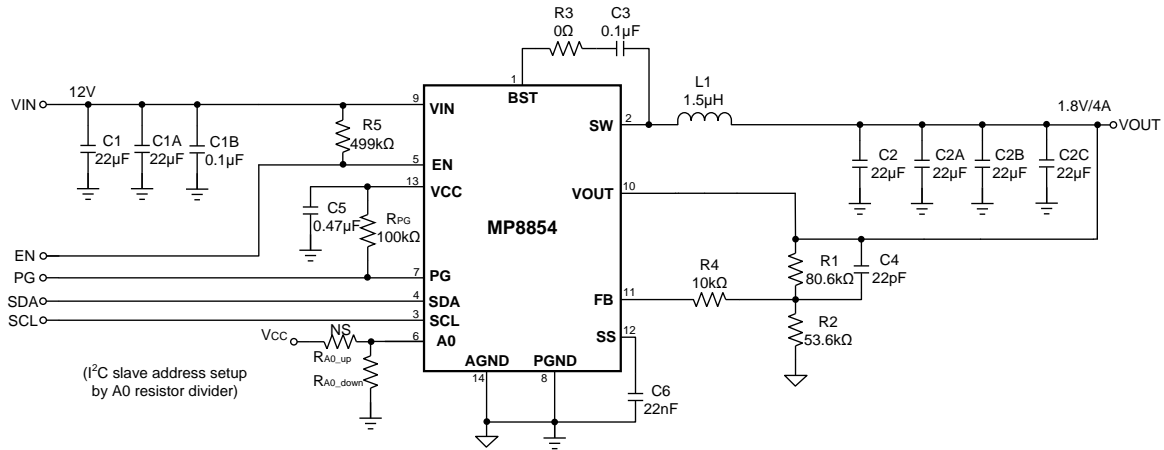 R3
0Ω
C3
0.1µF
1
BST
L1
1.5µH
VIN
12V
9
VIN
SW
2
1.8V/4A
VOUT
C1
22µF
C1A
22µF
C1B
0.1µF
R5
499kΩ
C2
22µF
C2A
22µF
C2B
22µF
C2C
22µF
5
EN
13
VCC
VOUT
10
C5
0.47µF
RPG
100kΩ
MP8854
EN
PG
7
PG
R4
10kΩ
R1
80.6kΩ
C4
22pF
SDA
4
SDA
FB
11
SCL
3
SCL
VCC
NS
6
A0
SS
12
R2
53.6kΩ
RA0_up
RA0_down
AGND
PGND
14
8
C6
22nF
(I²C slave address setup
by A0 resistor divider)